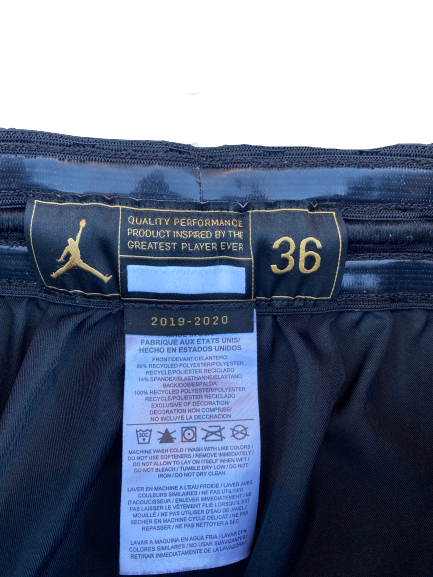 QUALITY PERFORMANCE
PRODUCT INSPIRED BY THE
GREATEST PLAYER EVER
36
2019-2020
FABRIQUÉ AUX ETATS UNIS/
HECHO EN ESTADOS UNIDOS
FRONT/DEVANT/DELANTERO:
86% RECYCLED POLYESTER/POLYESTER
RECYCLE/POLIESTER RECICLADO
14% SPANDEX/ELASTHANNE/ELASTANO
BACK/DOS/ESPALDA:
100% RECYCLED POLYESTER/POLYESTER
RECYCLE/POLIESTER RECICLADO
EXCLUSIVE OF DECORATION/
DECORATION NON COMPRISE/
NO INCLUYE LA DECORACION
MACHINE WASH COLD / WASH WITH LIKE COLORS /
DO NOT USE SOFTENERS / REMOVE IMMEDIATELY /
DO NOT ALLOW TO LAY ON ITSELF WHEN WET /
DO NOT BLEACH / TUMBLE DRY LOW / DO NOT
IRON / DO NOT DRY CLEAN
LAVER EN MACHINE A L'EAU FROIDE / LAVER AVEC
COULEURS SIMILAIRES / NE PAS UTILISER
D'ADOUCISSANT / ENLEVER IMMEDIATEMENT /
PAS LAISSER LE VÊTEMENT PLIÉ LORSQU'IL EST
MOUILLÉ / NE PAS UTILISER D'EAU DE JAVEL /
SECHER EN MACHINE CYCLE DELICAT / NE PAS
REPASSER / NE PAS NETTOYER A SEC
LAVAR A MAQUINA EN AGUA FRIA / LAVAR CON
COLORES SIMILARES / NO USAR SUAVIZANTE/
RETIRAR INMEDIATAMENTE DE LA LAVADORA/